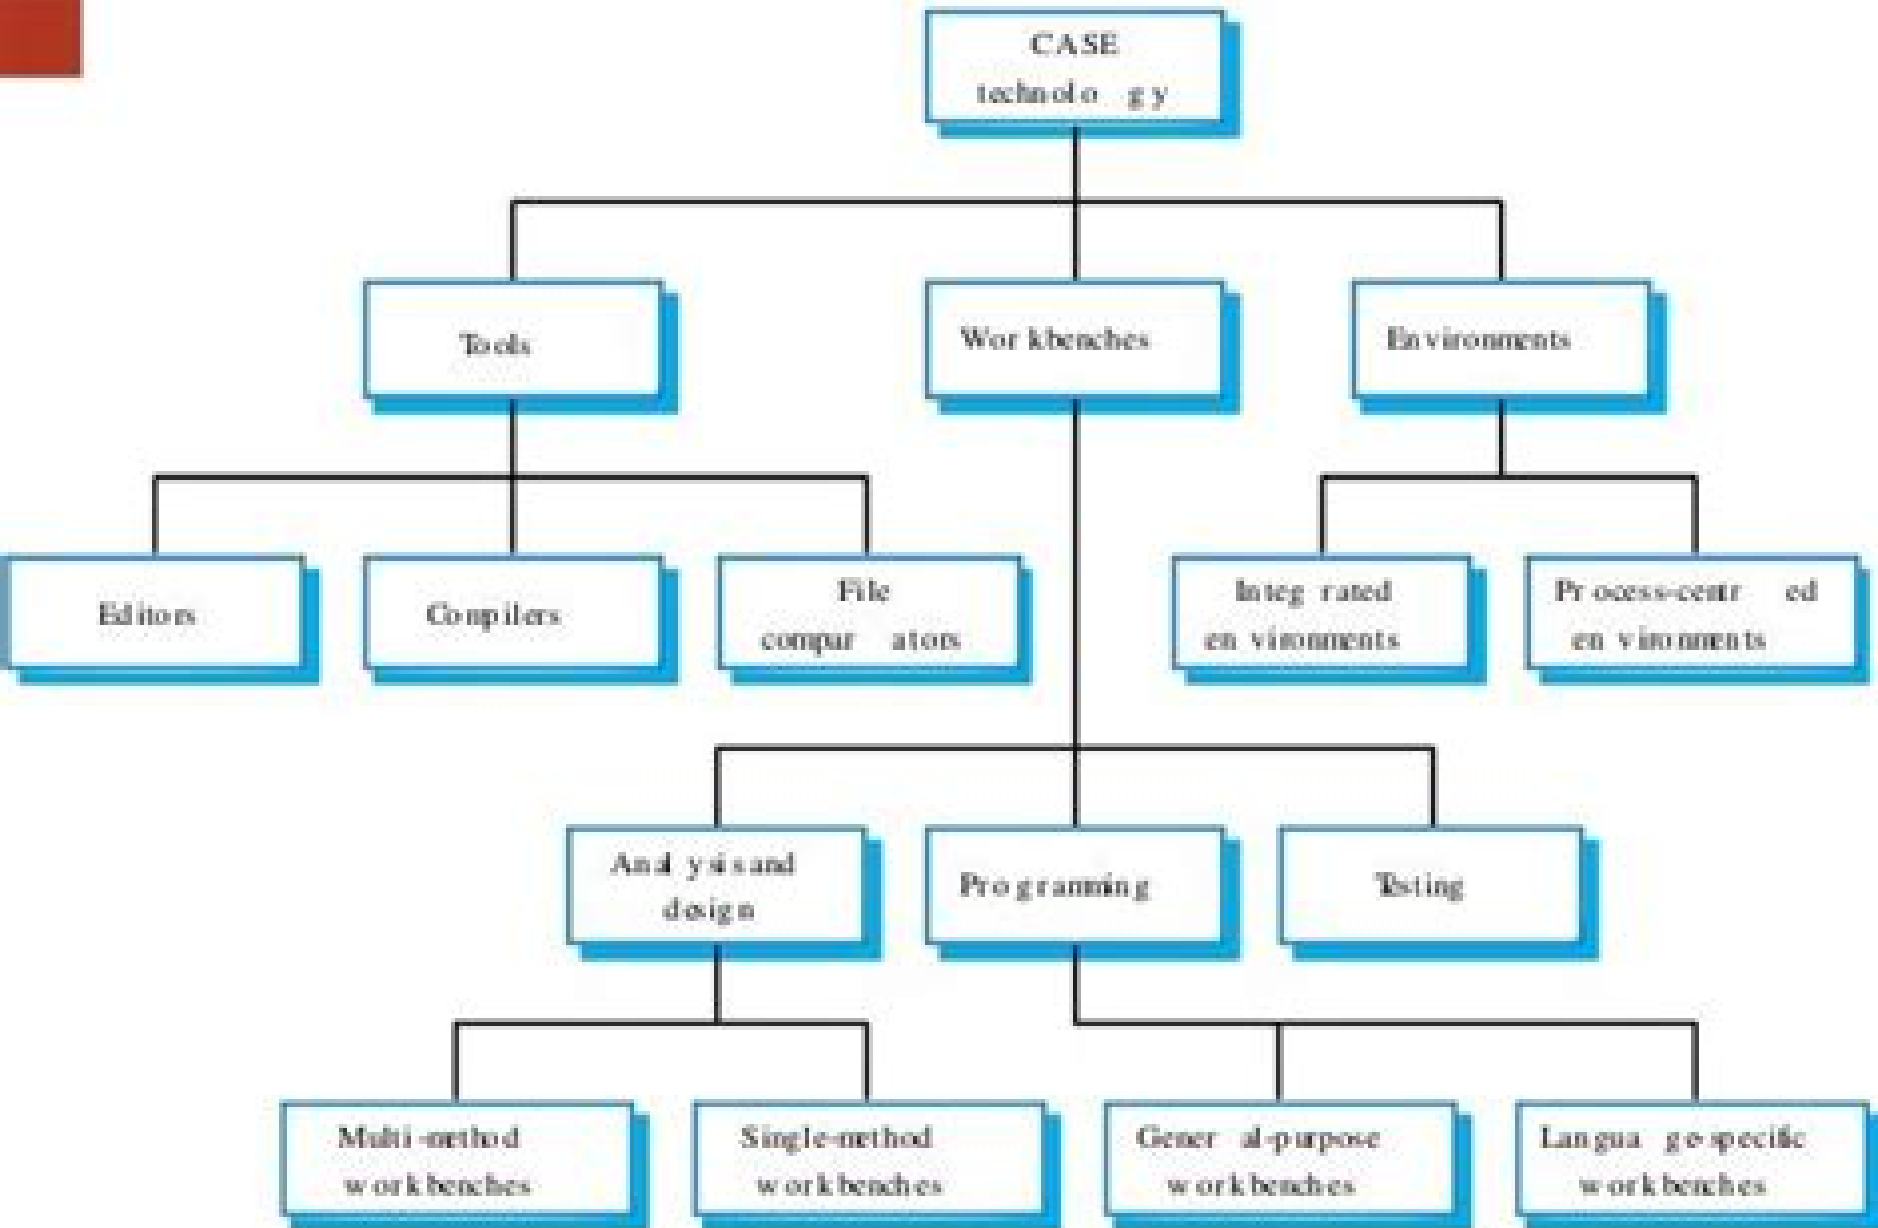 CASE
technology
Tools
Workbenches
Environments
Editors
Compilers
File
comparators
Integrated
environments
Process-centred
environments
Analysis and
design
Programming
Testing
Multi-method
workbenches
Single-method
workbenches
General-purpose
workbenches
Language-specific
workbenches